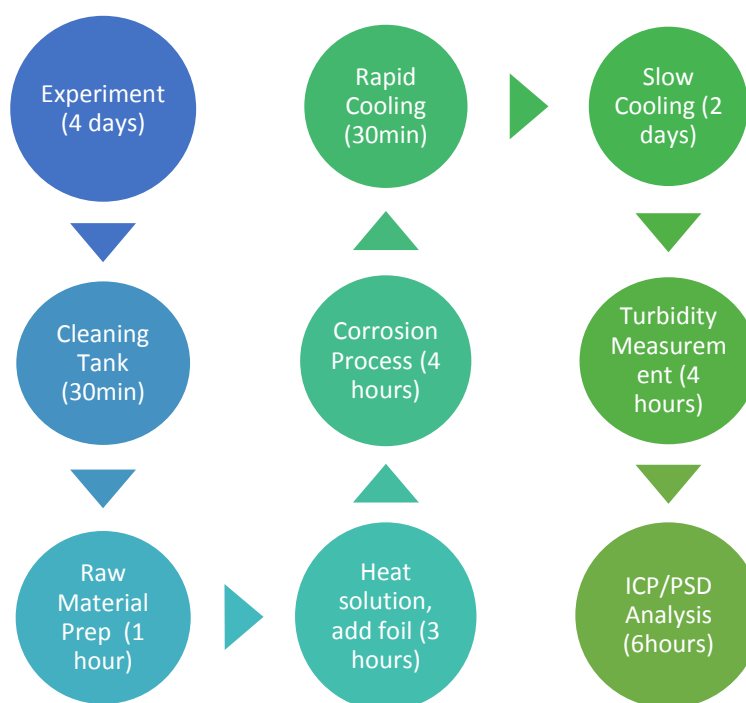 Experiment
(4 days)
Cleaning
Tank
(30min)
Raw
Material
Prep (1
hour)
Heat
solution,
add foil (3
hours)
Corrosion
Process (4
hours)
Rapid
Cooling
(30min)
Slow
Cooling (2
days)
Turbidity
Measurem
ent (4
hours)
ICP/PSD
Analysis
(6hours)